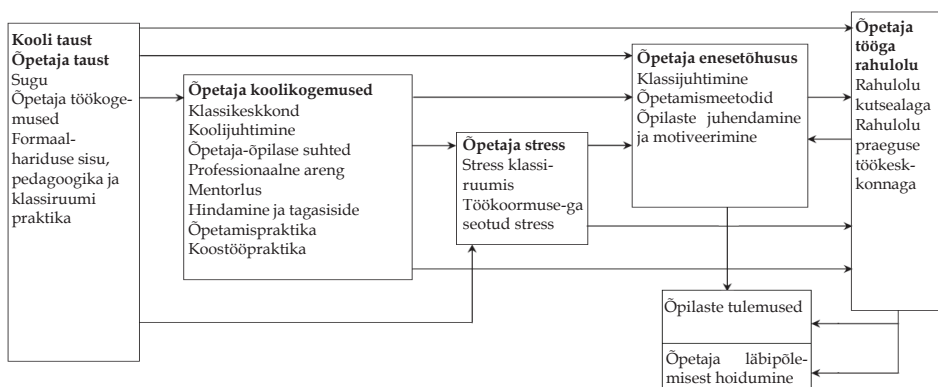 Kooli taust
Õpetaja taust
Sugu
Õpetaja töökoge-
mused
Formaal-
hariduse sisu,
pedagoogika ja
klassiruumi
praktika
Õpetaja koolikogemused
Klassikeskkond
Koolijuhtimine
Õpetaja-õpilase suhted
Professionaalne areng
Mentorlus
Hindamine ja tagasiside
Õpetamispraktika
Koostööpraktika
Õpetaja stress
Stress klassi-
ruumis
Töökoormuse-ga
seotud stress
Õpetaja enesetõhusus
Klassijuhtimine
Õpetamismeetodid
Õpilaste juhendamine
ja motiveerimine
Õpetaja
tööga
rahulolu
Rahulolu
kutsealaga
Rahulolu
praeguse
töökesk-
konnaga
Õpilaste tulemused
Õpetaja läbipõle-
misest hoidumine